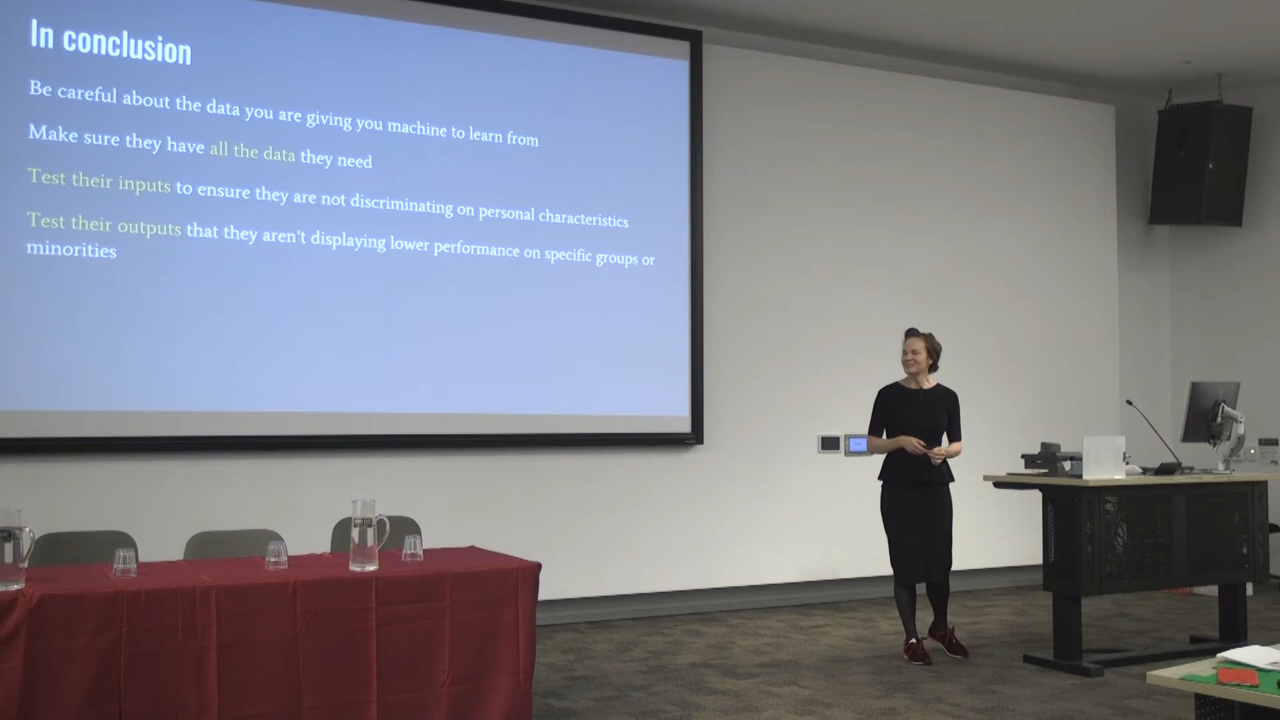 In conclusion
Be careful about the data you are giving you machine to learn from
Make sure they have all the data they need
Test their inputs to ensure they are not discriminating on personal characteristics
Test their outputs that they aren't displaying lower performance on specific groups or
minorities